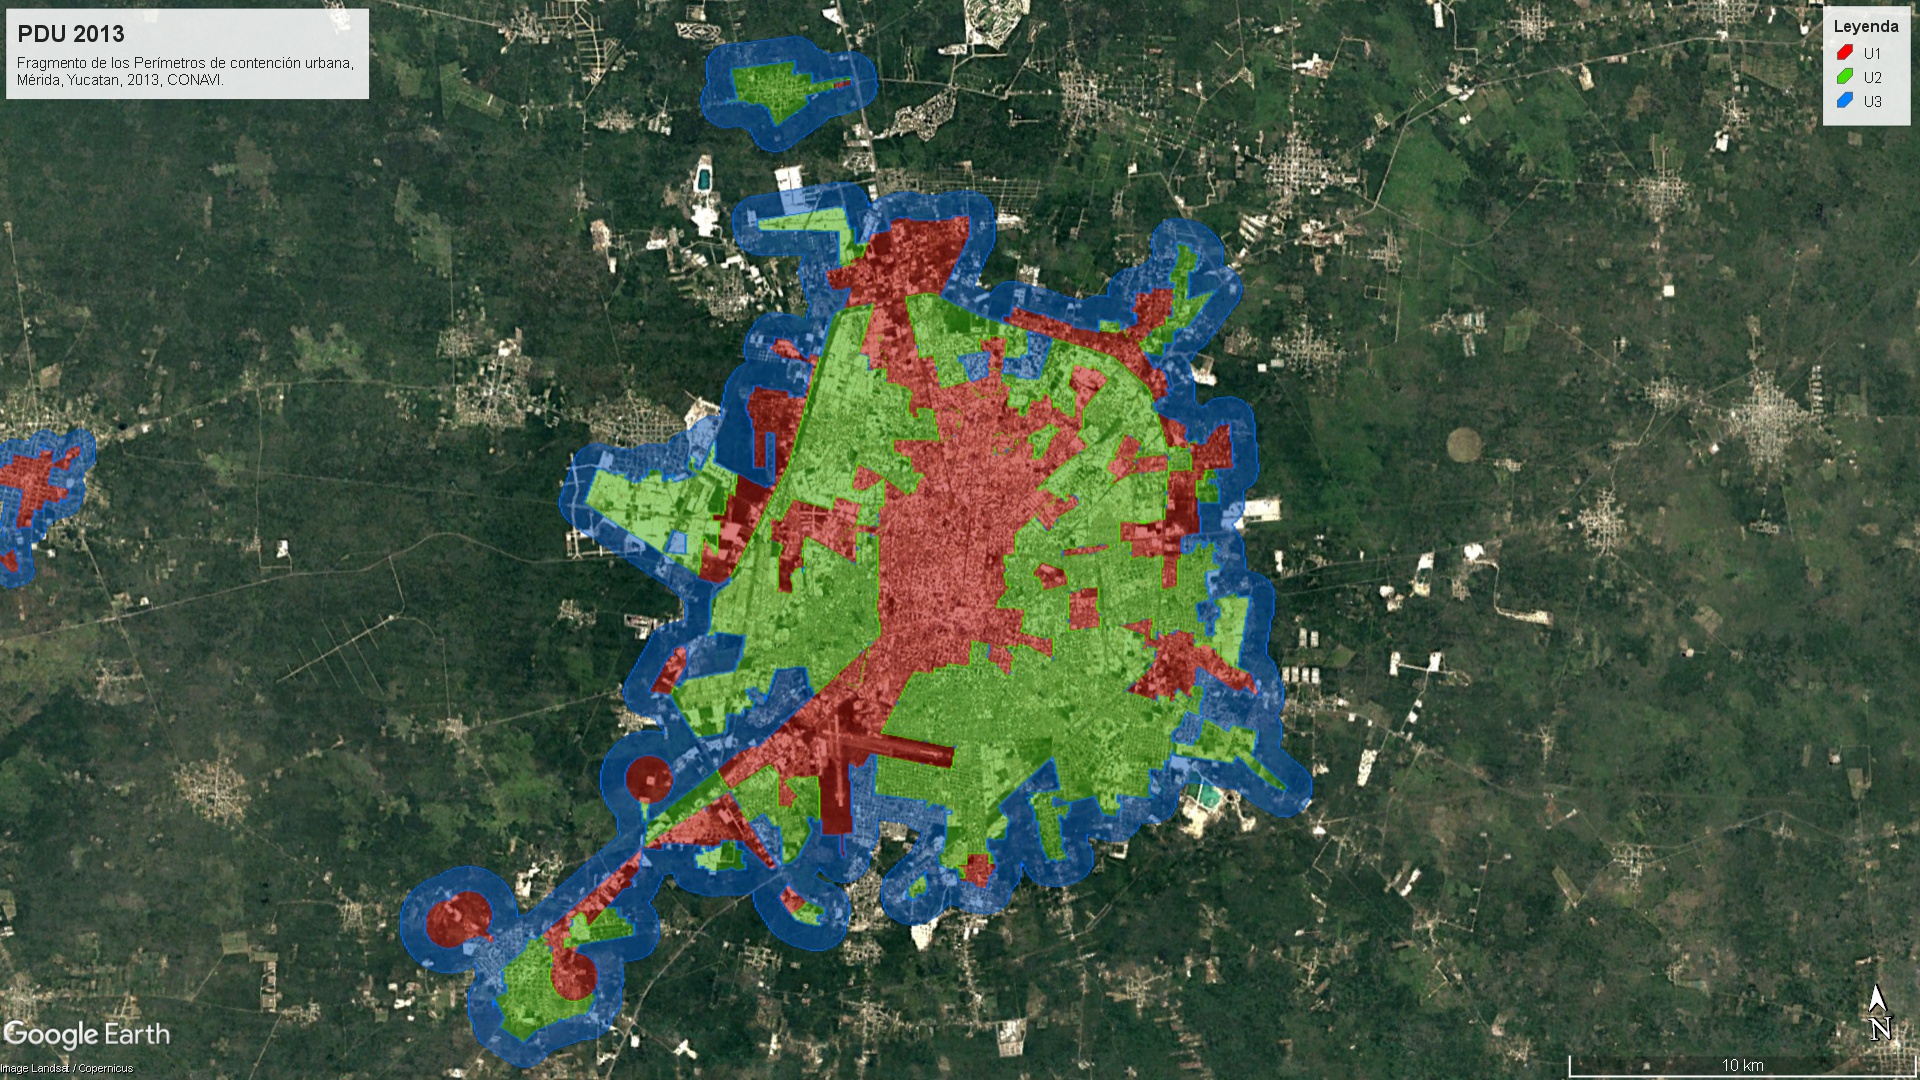 PDU 2013
Fragmento de los Perímetros de contención urbana,
Mérida, Yucatan, 2013, CONAVI.
Leyenda
U1
U2
U3
Google Earth
Image Landsat / Copernicus
N
10 km